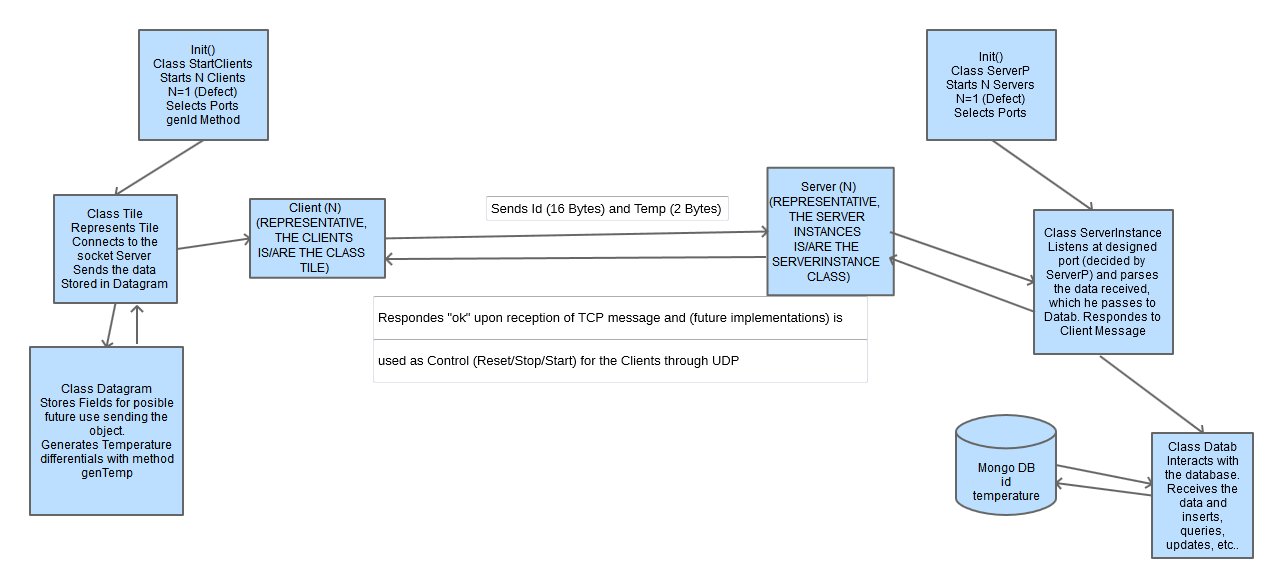 Init()
Class StartClients
Starts N Clients
N=1 (Defect)
Selects Ports
genId Method
Init()
Class ServerP
Starts N Servers
N=1 (Defect)
Selects Ports
Class Tile
Represents Tile
Connects to the
socket Server
Sends the data
Stored in Datagram
Client (N)
(REPRESENTATIVE,
THE CLIENTS
IS/ARE THE CLASS
TILE)
Sends Id (16 Bytes) and Temp (2 Bytes)
Server (N)
(REPRESENTATIVE,
THE SERVER
INSTANCES
IS/ARE THE
SERVERINSTANCE
CLASS)
Class ServerInstance
Listens at designed
port (decided by
ServerP) and parses
the data received,
which he passes to
Datab. Respondes to
Client Message
Respondes "ok" upon reception of TCP message and (future implementations) is
used as Control (Reset/Stop/Start) for the Clients through UDP
Class Datagram
Stores Fields for posible
future use sending the
object.
Generates Temperature
differentials with method
genTemp
Mongo DB
id
temperature
Class Datab
Interacts with
the database.
Receives the
data and
inserts,
queries,
updates, etc..